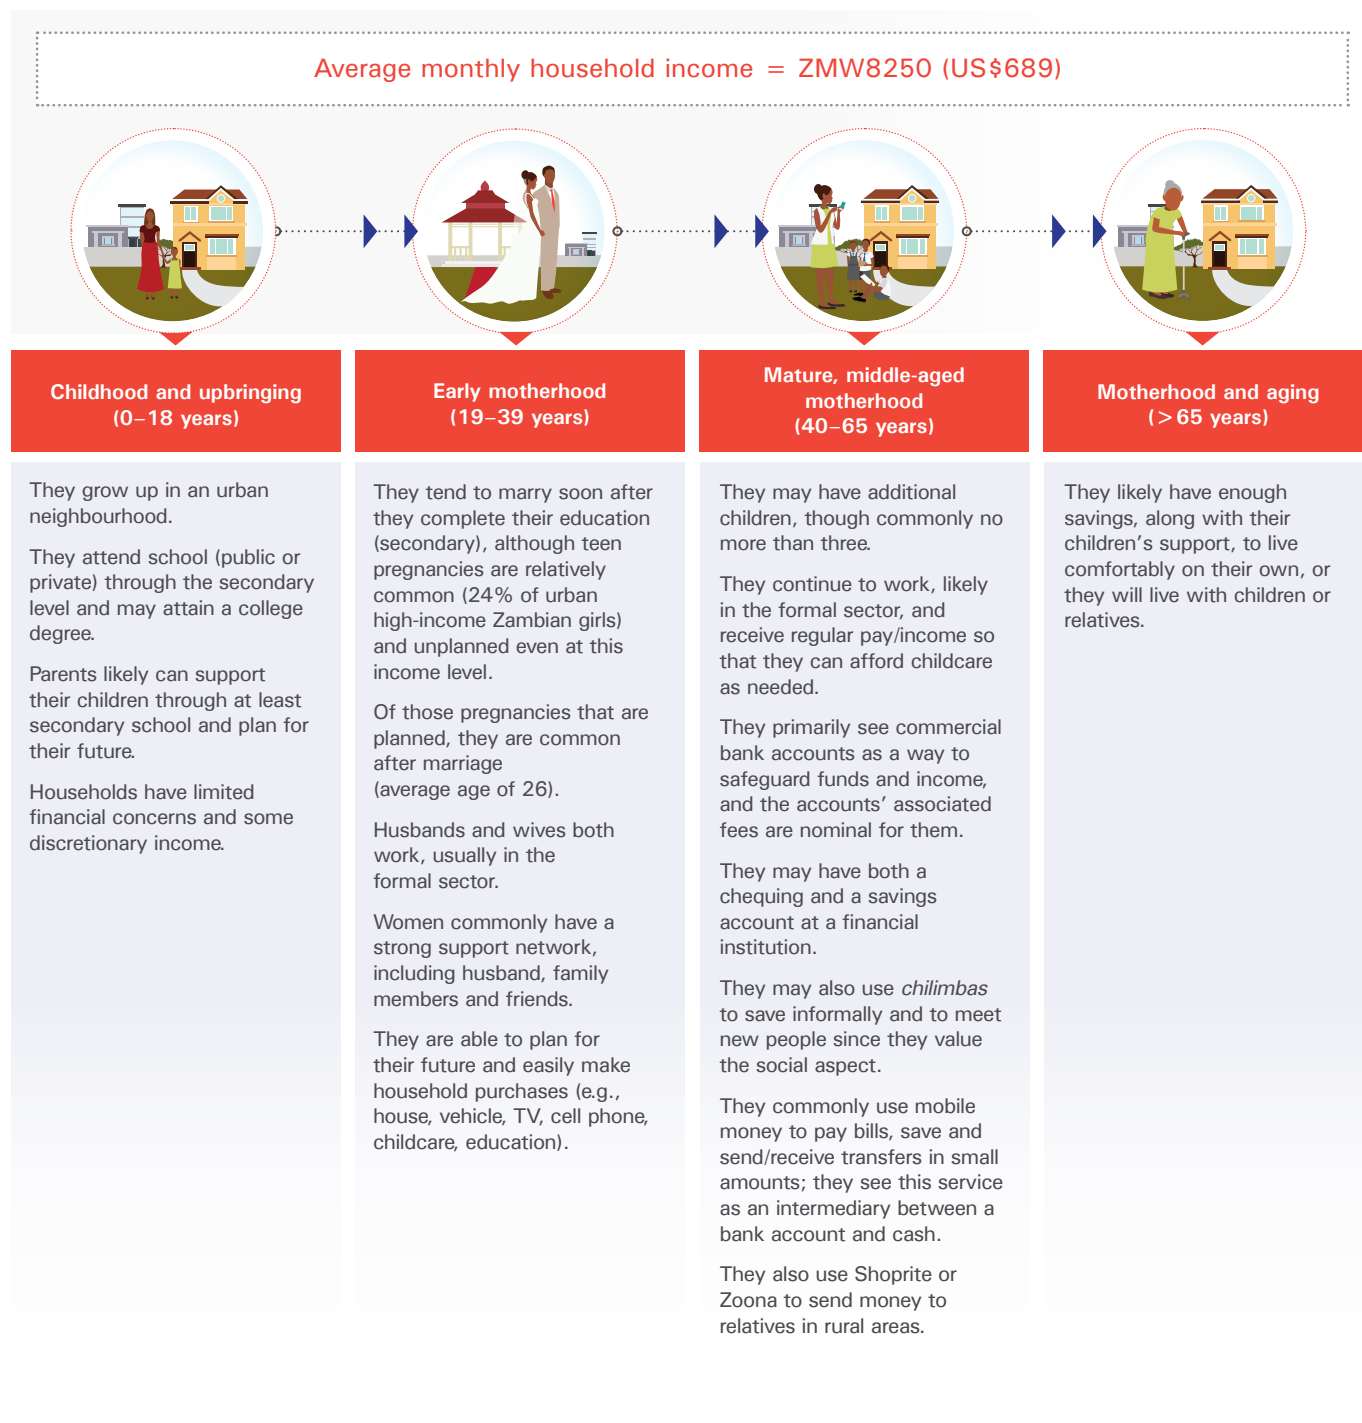 Average monthly household income = ZMW8250 (US$689)
Childhood and upbringing
(0–18 years)
They grow up in an urban
neighbourhood.
They attend school (public or
private) through the secondary
level and may attain a college
degree.
Parents likely can support
their children through at least
secondary school and plan for
their future.
Households have limited
financial concerns and some
discretionary income.
Early motherhood
(19–39 years)
They tend to marry soon after
they complete their education
(secondary), although teen
pregnancies are relatively
common (24% of urban
high-income Zambian girls)
and unplanned even at this
income level.
Of those pregnancies that are
planned, they are common
after marriage
(average age of 26).
Husbands and wives both
work, usually in the
formal sector.
Women commonly have a
strong support network,
including husband, family
members and friends.
They are able to plan for
their future and easily make
household purchases (e.g.,
house, vehicle, TV, cell phone,
childcare, education).
Mature, middle-aged
motherhood
(40–65 years)
They may have additional
children, though commonly no
more than three.
They continue to work, likely
in the formal sector, and
receive regular pay/income so
that they can afford childcare
as needed.
They primarily see commercial
bank accounts as a way to
safeguard funds and income,
and the accounts’ associated
fees are nominal for them.
They may have both a
chequing and a savings
account at a financial
institution.
They may also use chilimbas
to save informally and to meet
new people since they value
the social aspect.
They commonly use mobile
money to pay bills, save and
send/receive transfers in small
amounts; they see this service
as an intermediary between a
bank account and cash.
They also use Shoprite or
Zoona to send money to
relatives in rural areas.
Motherhood and aging
(>65 years)
They likely have enough
savings, along with their
children’s support, to live
comfortably on their own, or
they will live with children or
relatives.